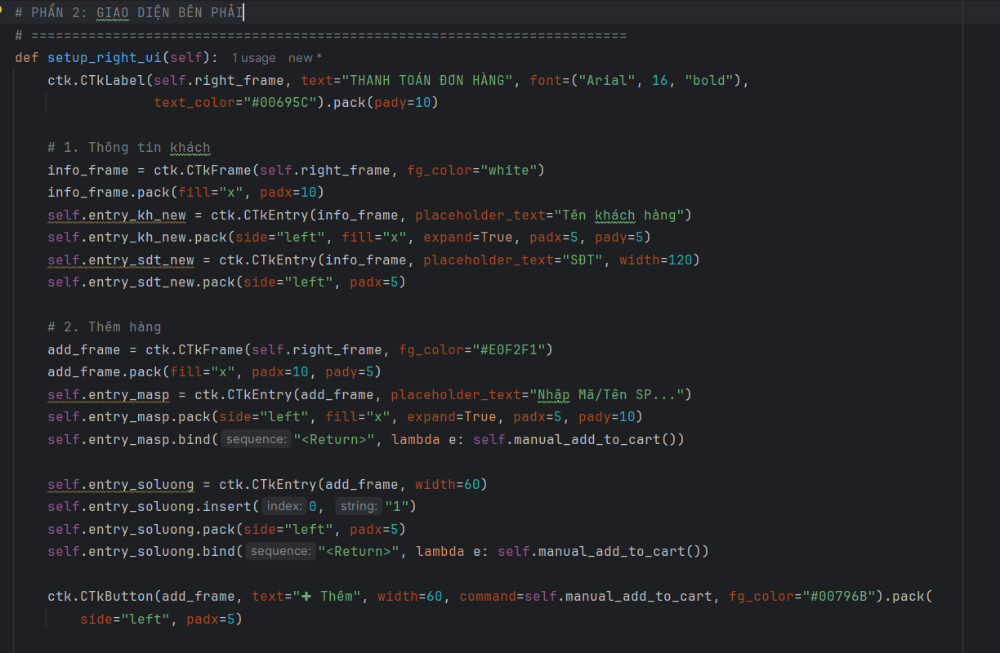 # PHẦN 2: GIAO DIỆN BÊN PHẢI
# =========================================================================
def setup_right_ui(self): 1 usage new *
    ctk.CTkLabel(self.right_frame, text="THANH TOÁN ĐƠN HÀNG", font=("Arial", 16, "bold"),
                 text_color="#00695C").pack(pady=10)

    # 1. Thông tin khách
    info_frame = ctk.CTkFrame(self.right_frame, fg_color="white")
    info_frame.pack(fill="x", padx=10)
    self.entry_kh_new = ctk.CTkEntry(info_frame, placeholder_text="Tên khách hàng")
    self.entry_kh_new.pack(side="left", fill="x", expand=True, padx=5, pady=5)
    self.entry_sdt_new = ctk.CTkEntry(info_frame, placeholder_text="SĐT", width=120)
    self.entry_sdt_new.pack(side="left", padx=5)

    # 2. Thêm hàng
    add_frame = ctk.CTkFrame(self.right_frame, fg_color="#E0F2F1")
    add_frame.pack(fill="x", padx=10, pady=5)
    self.entry_masp = ctk.CTkEntry(add_frame, placeholder_text="Nhập Mã/Tên SP...")
    self.entry_masp.pack(side="left", fill="x", expand=True, padx=5, pady=10)
    self.entry_masp.bind( sequence: "<Return>", lambda e: self.manual_add_to_cart())

    self.entry_soluong = ctk.CTkEntry(add_frame, width=60)
    self.entry_soluong.insert( index: 0, string: "1")
    self.entry_soluong.pack(side="left", padx=5)
    self.entry_soluong.bind( sequence: "<Return>", lambda e: self.manual_add_to_cart())

    ctk.CTkButton(add_frame, text="➕ Thêm", width=60, command=self.manual_add_to_cart, fg_color="#00796B").pack(
        side="left", padx=5)